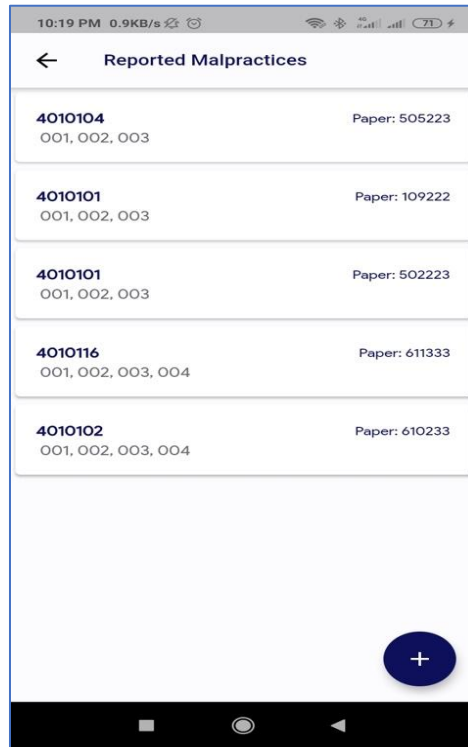 10:19 PM 0.9KB/s 4G 71
Reported Malpractices
4010104 Paper: 505223
001, 002, 003
4010101 Paper: 109222
001, 002, 003
4010101 Paper: 502223
001, 002, 003
4010116 Paper: 611333
001, 002, 003, 004
4010102 Paper: 610233
001, 002, 003, 004
+